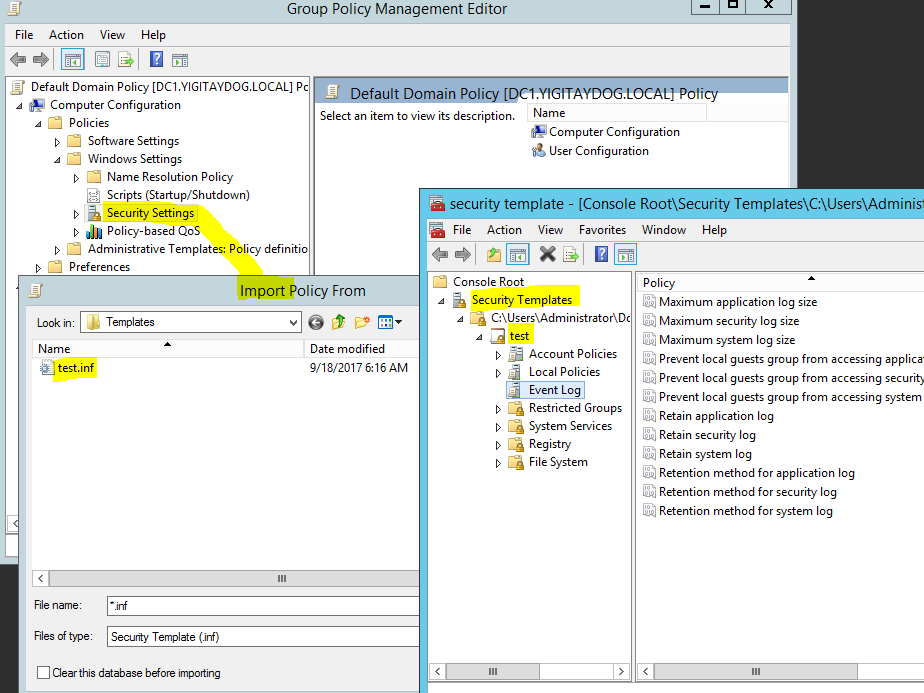 Group Policy Management Editor
File Action View Help
Default Domain Policy [DC1.YIGITAYDOG.LOCAL] Pc
Computer Configuration
Policies
Software Settings
Windows Settings
Name Resolution Policy
Scripts (Startup/Shutdown)
Security Settings
Policy-based QoS
Administrative Templates: Policy definitio
Preferences
Default Domain Policy [DC1.YIGITAYDOG.LOCAL] Policy
Select an item to view its description.
Name
Computer Configuration
User Configuration
Import Policy From
Look in: Templates
Name Date modified
test.inf 9/18/2017 6:16 AM
File name: *.inf
Files of type: Security Template (.inf)
Clear this database before importing
security template - [Console Root\Security Templates\C:\Users\Administ
File Action View Favorites Window Help
Console Root
Security Templates
C:\Users\Administrator\Do
test
Account Policies
Local Policies
Event Log
Restricted Groups
System Services
Registry
File System
Policy
Maximum application log size
Maximum security log size
Maximum system log size
Prevent local guests group from accessing applica
Prevent local guests group from accessing security
Prevent local guests group from accessing system
Retain application log
Retain security log
Retain system log
Retention method for application log
Retention method for security log
Retention method for system log